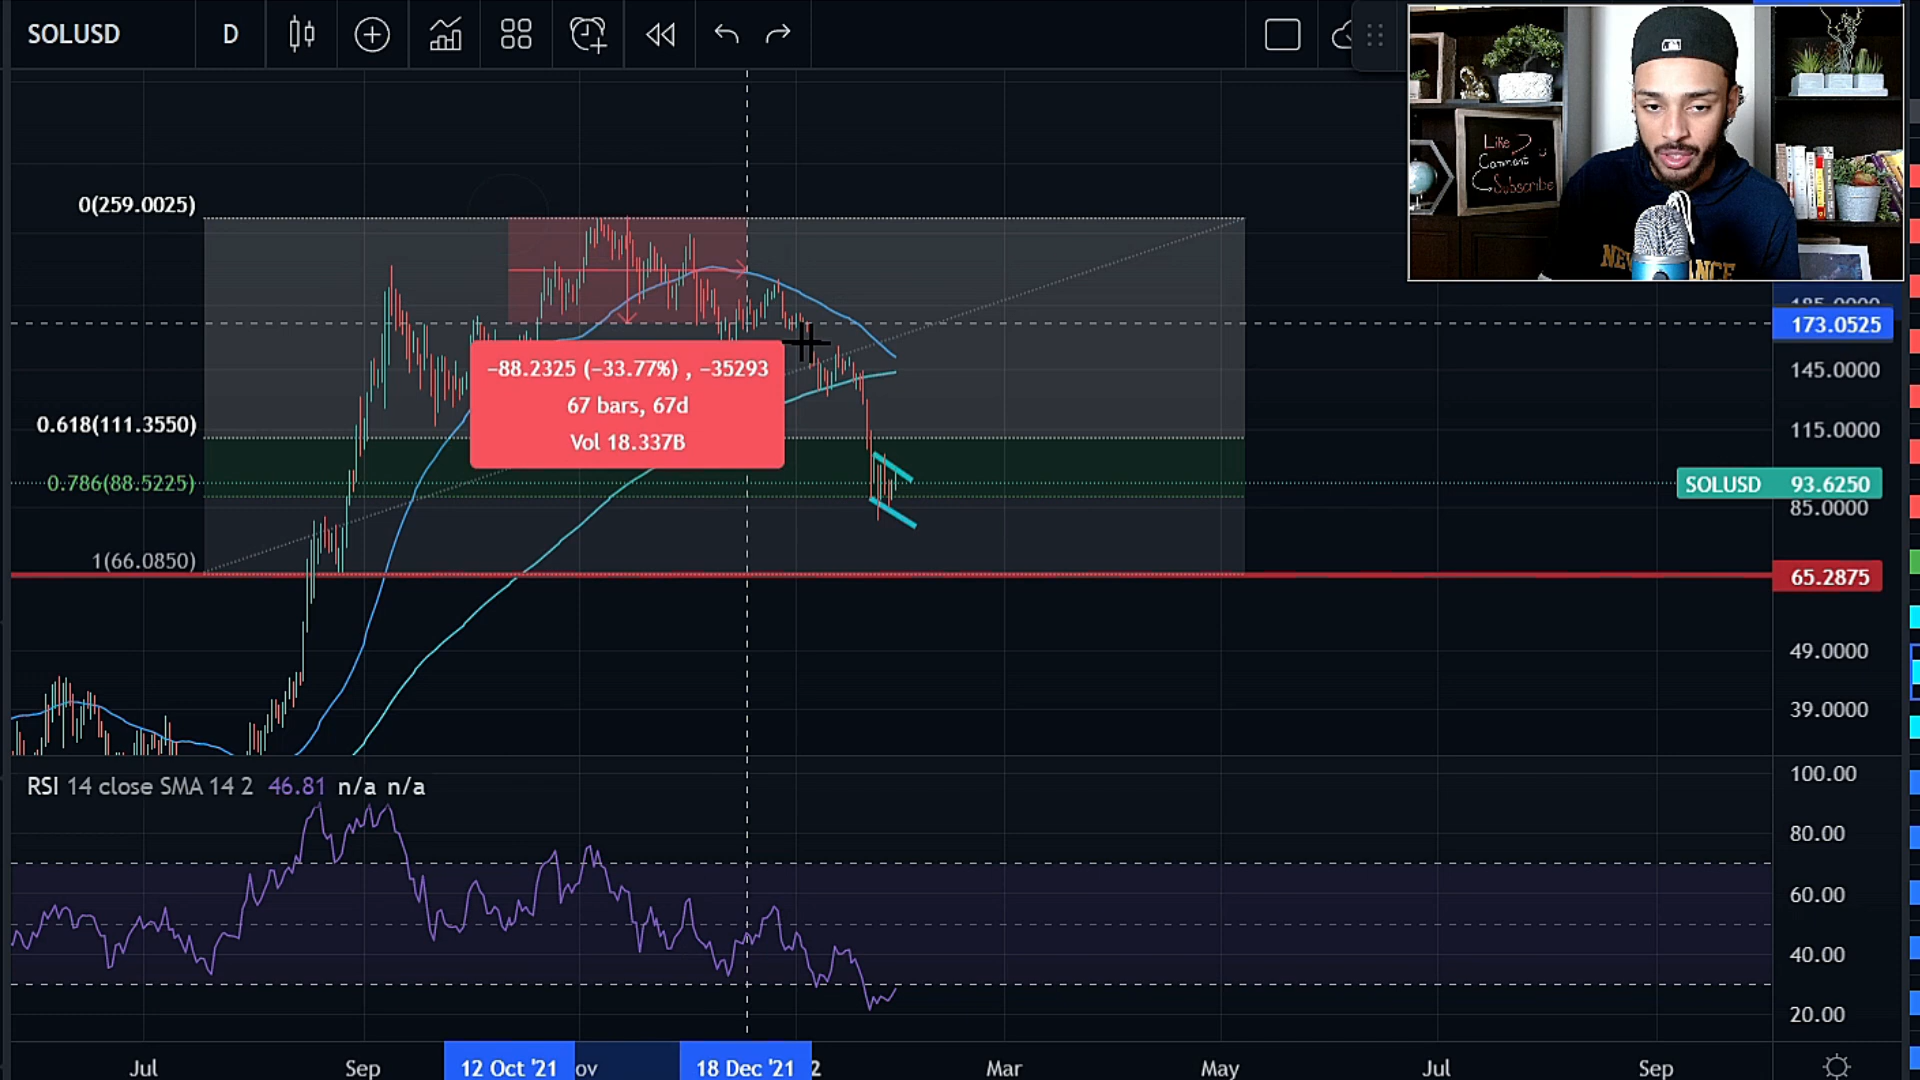 SOLUSD D
Like
Comment
Subscribe
0(259.0025)
185.0000
173.0525
−88.2325 (−33.77%) , −35293
67 bars, 67d
Vol 18.337B
145.0000
0.618(111.3550)
115.0000
0.786(88.5225)
SOLUSD 93.6250
85.0000
1(66.0850)
65.2875
49.0000
39.0000
RSI 14 close SMA 14 2 46.81 n/a n/a
100.00
80.00
60.00
40.00
20.00
Jul Sep 12 Oct '21 ov 18 Dec '21 2 Mar May Jul Sep